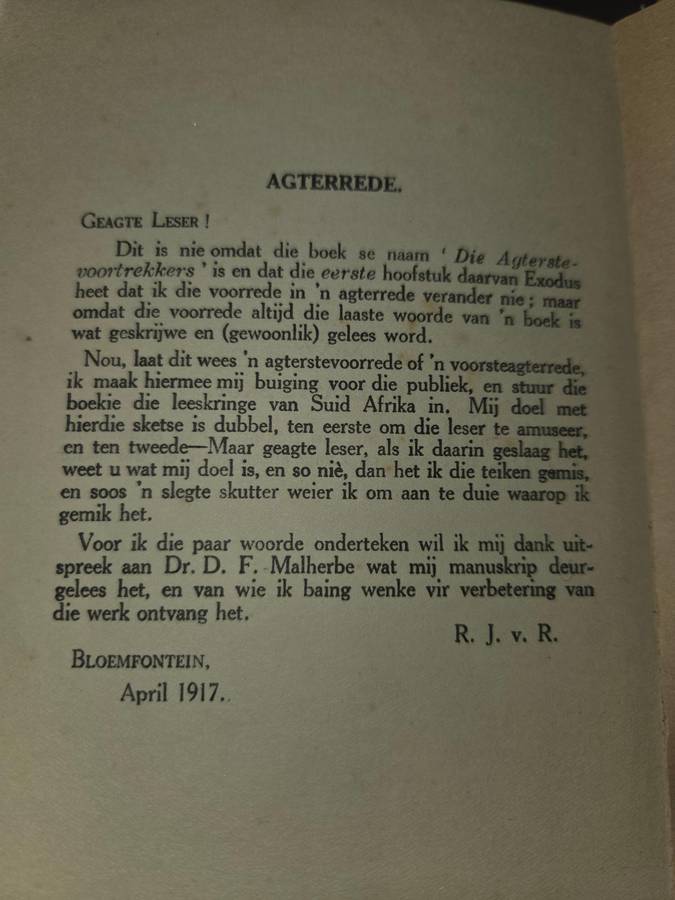 AGTERREDE.
GEAGTE LESER !
Dit is nie omdat die boek se naam ' Die Agterste-
voortrekkers ' is en dat die eerste hoofstuk daarvan Exodus
heet dat ik die voorrede in 'n agterrede verander nie ; maar
omdat die voorrede altijd die laaste woorde van 'n boek is
wat geskrijwe en (gewoonlik) gelees word.
Nou, laat dit wees 'n agterstevoorrede of 'n voorsteagterrede,
ik maak hiermee mij buiging voor die publiek, en stuur die
boekie die leeskringe van Suid Afrika in. Mij doel met
hierdie sketse is dubbel, ten eerste om die leser te amuseer,
en ten tweede—Maar geagte leser, als ik daarin geslaag het,
weet u wat mij doel is, en so niè, dan het ik die teiken gemis,
en soos 'n slegte skutter weier ik om aan te duie waarop ik
gemik het.
Voor ik die paar woorde onderteken wil ik mij dank uit-
spreek aan Dr. D. F. Malherbe wat mij manuskrip deur-
gelees het, en van wie ik baing wenke vir verbetering van
die werk ontvang het.
R. J. v. R.
BLOEMFONTEIN,
April 1917.